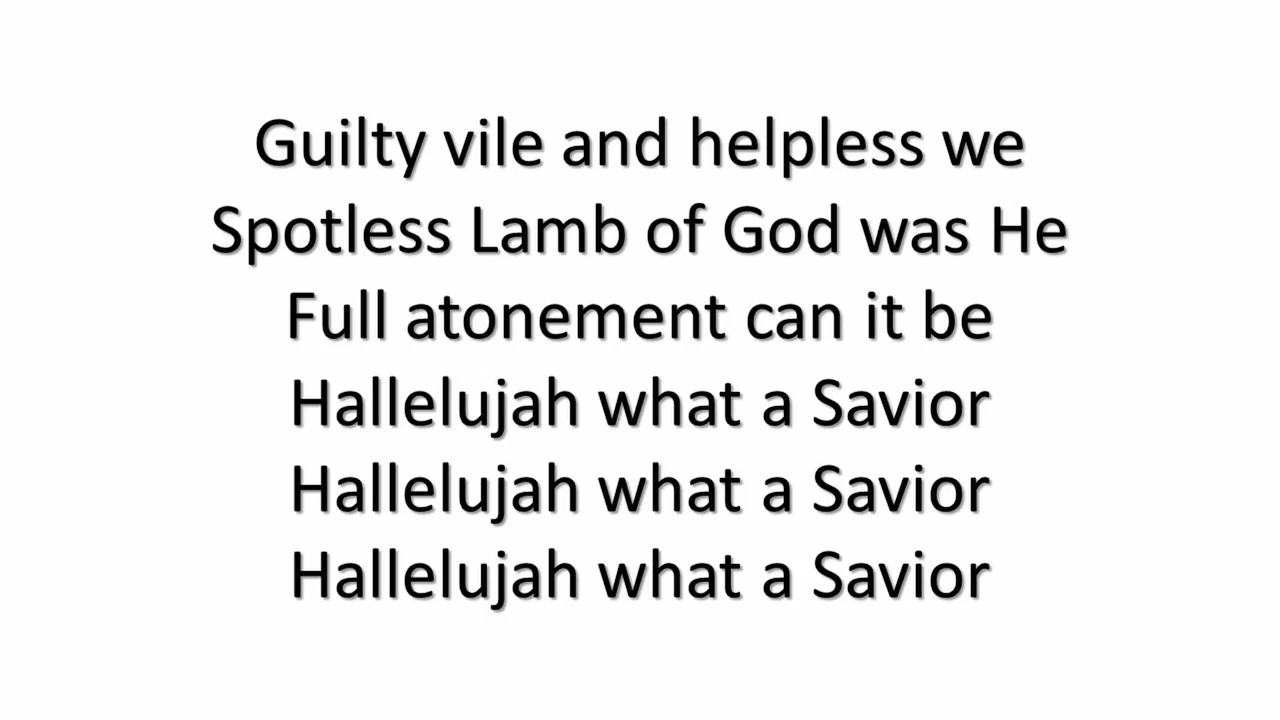 Guilty vile and helpless we
Spotless Lamb of God was He
Full atonement can it be
Hallelujah what a Savior
Hallelujah what a Savior
Hallelujah what a Savior